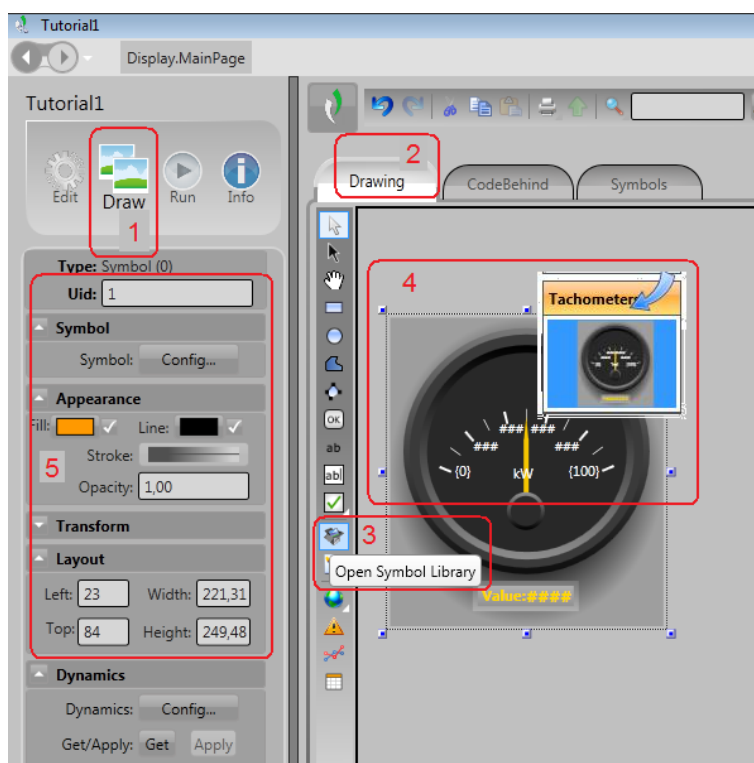 Tutorial1
Display.MainPage
Tutorial1
Edit
Draw
Run
Info
1
Type: Symbol (0)
Uid: 1
Symbol
Symbol: Config...
Appearance
Fill: Line:
Stroke:
5
Opacity: 1,00
Transform
Layout
Left: 23 Width: 221,31
Top: 84 Height: 249,48
Dynamics
Dynamics: Config...
Get/Apply: Get Apply
2
Drawing
CodeBehind
Symbols
OK
ab
ab
3
Open Symbol Library
4
Tachometers
### ###
### ###
{0} kW {100}
Value:####